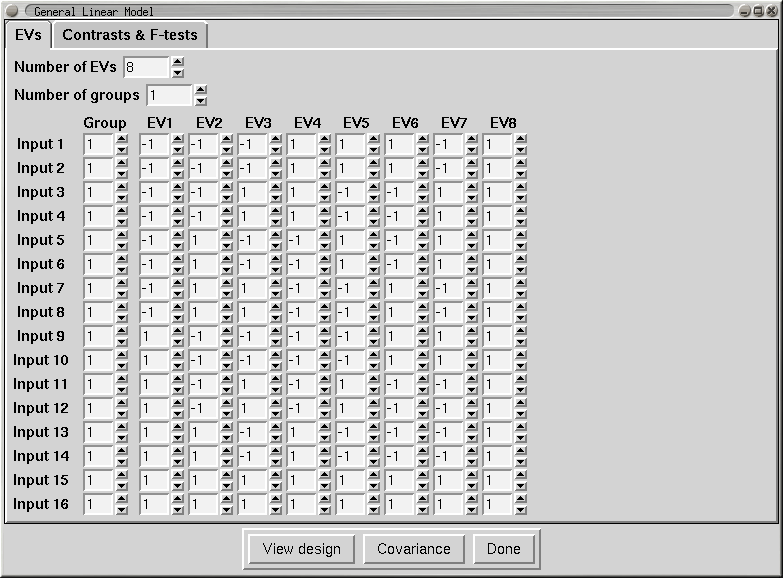 General Linear Model
EVs Contrasts & F-tests
Number of EVs 8
Number of groups 1
Group EV1 EV2 EV3 EV4 EV5 EV6 EV7 EV8
Input 1 1 -1 -1 -1 1 1 1 -1 1
Input 2 1 -1 -1 -1 1 1 1 -1 1
Input 3 1 -1 -1 1 1 -1 -1 1 1
Input 4 1 -1 -1 1 1 -1 -1 1 1
Input 5 1 -1 1 -1 -1 1 -1 1 1
Input 6 1 -1 1 -1 -1 1 -1 1 1
Input 7 1 -1 1 1 -1 -1 1 -1 1
Input 8 1 -1 1 1 -1 -1 1 -1 1
Input 9 1 1 -1 -1 -1 -1 1 1 1
Input 10 1 1 -1 -1 -1 -1 1 1 1
Input 11 1 1 -1 1 -1 1 -1 -1 1
Input 12 1 1 -1 1 -1 1 -1 -1 1
Input 13 1 1 1 -1 1 -1 -1 -1 1
Input 14 1 1 1 -1 1 -1 -1 -1 1
Input 15 1 1 1 1 1 1 1 1 1
Input 16 1 1 1 1 1 1 1 1 1
View design Covariance Done